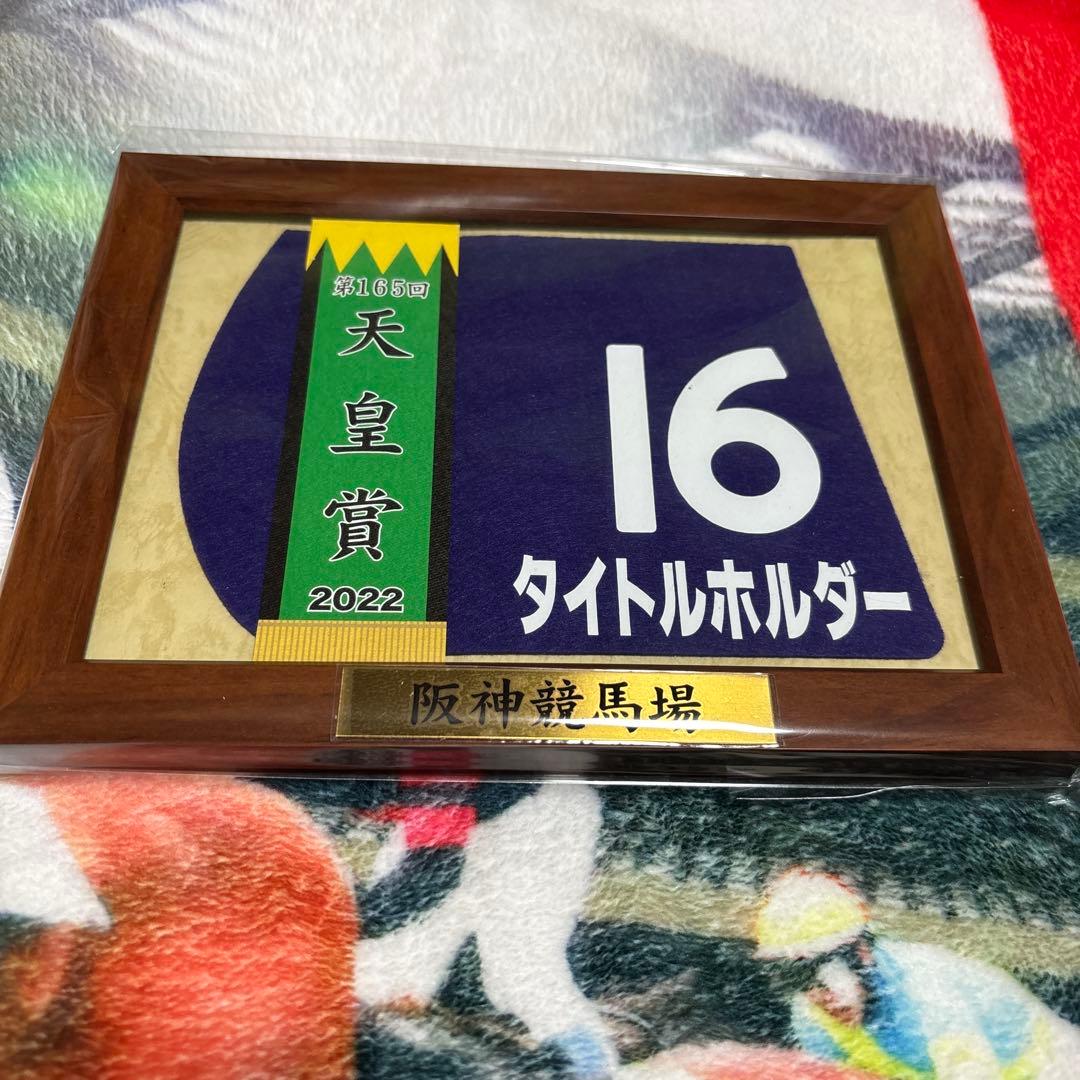 第165回
天皇賞
2022
16
タイトルホルダー
阪神競馬場